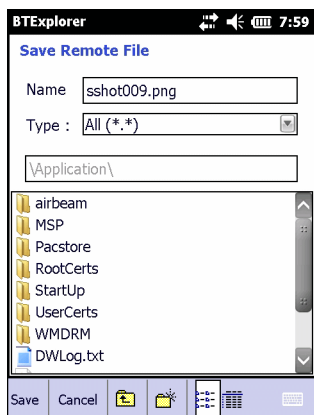 BTExplorer 7:59
Save Remote File
Name sshot009.png
Type : All (*.*)
\Application\
airbeam
MSP
Pacstore
RootCerts
StartUp
UserCerts
WMDRM
DWLog.txt
Save Cancel